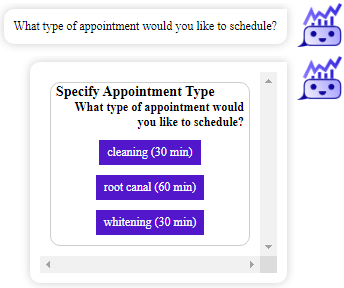 What type of appointment would you like to schedule?
Specify Appointment Type
What type of appointment would
you like to schedule?
cleaning (30 min)
root canal (60 min)
whitening (30 min)